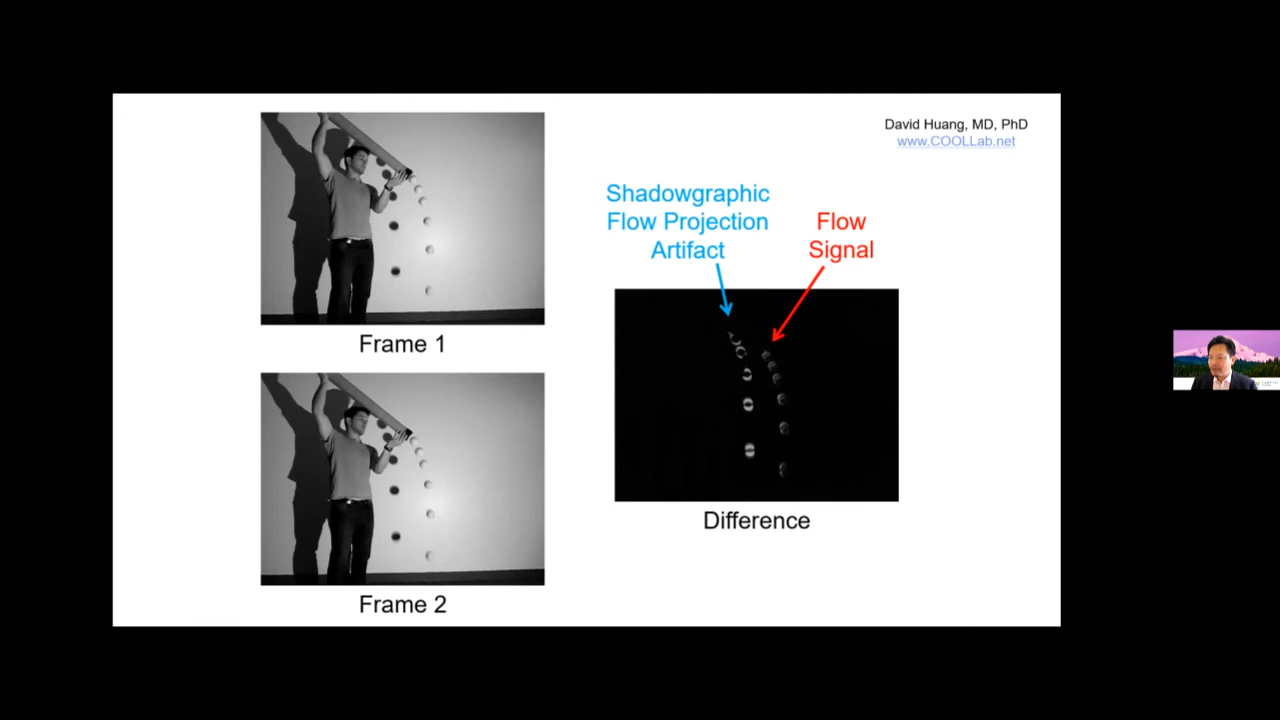 David Huang, MD, PhD
www.COOLLab.net
Shadowgraphic
Flow Projection
Artifact
Flow
Signal
Frame 1
Difference
Frame 2